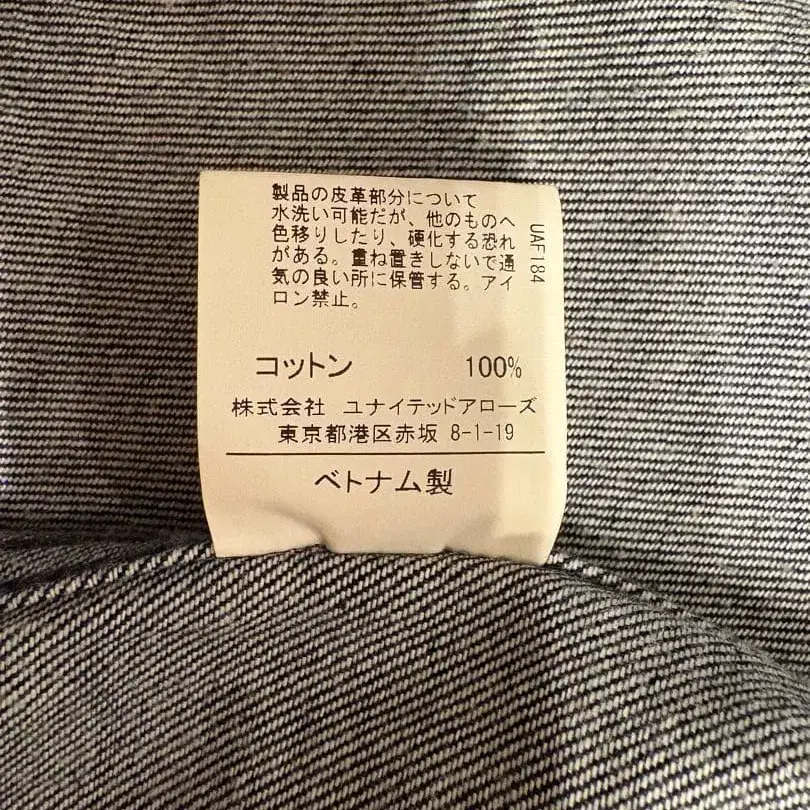 製品の皮革部分について
水洗い可能だが、他のものへ
色移りしたり、硬化する恐れ
がある。重ね置きしないで通
気の良い所に保管する。アイ
ロン禁止。
UAF184
コットン 100%
株式会社 ユナイテッドアローズ
東京都港区赤坂 8-1-19
ベトナム製